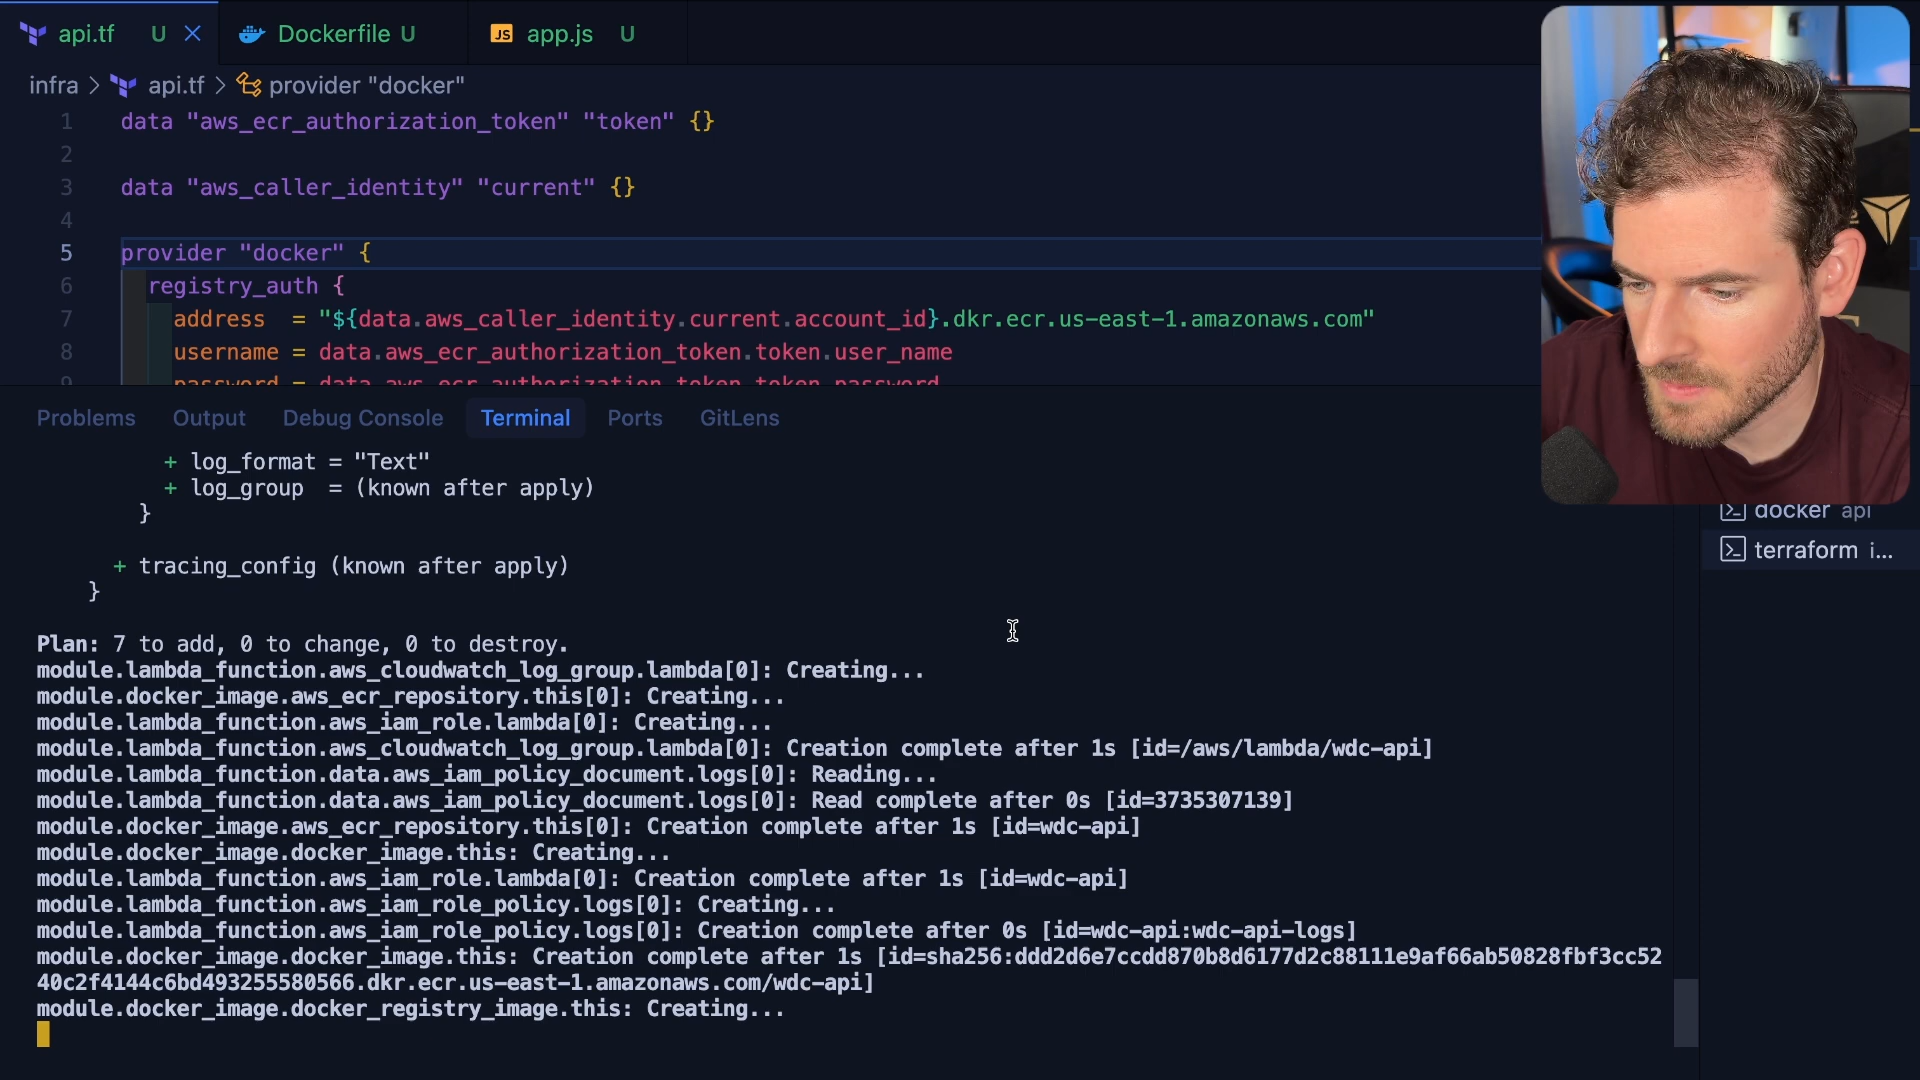 api.tf U
Dockerfile U
JS app.js U
infra > api.tf > provider "docker"
1 data "aws_ecr_authorization_token" "token" {}
2
3 data "aws_caller_identity" "current" {}
4
5 provider "docker" {
6 registry_auth {
7 address = "${data.aws_caller_identity.current.account_id}.dkr.ecr.us-east-1.amazonaws.com"
8 username = data.aws_ecr_authorization_token.token.user_name
9 password = data.aws_ecr_authorization_token.token.password
Problems Output Debug Console Terminal Ports GitLens
+ log_format = "Text"
+ log_group = (known after apply)
}
+ tracing_config (known after apply)
}
Plan: 7 to add, 0 to change, 0 to destroy.
module.lambda_function.aws_cloudwatch_log_group.lambda[0]: Creating...
module.docker_image.aws_ecr_repository.this[0]: Creating...
module.lambda_function.aws_iam_role.lambda[0]: Creating...
module.lambda_function.aws_cloudwatch_log_group.lambda[0]: Creation complete after 1s [id=/aws/lambda/wdc-api]
module.lambda_function.data.aws_iam_policy_document.logs[0]: Reading...
module.lambda_function.data.aws_iam_policy_document.logs[0]: Read complete after 0s [id=3735307139]
module.docker_image.aws_ecr_repository.this[0]: Creation complete after 1s [id=wdc-api]
module.docker_image.docker_image.this: Creating...
module.lambda_function.aws_iam_role.lambda[0]: Creation complete after 1s [id=wdc-api]
module.lambda_function.aws_iam_role_policy.logs[0]: Creating...
module.lambda_function.aws_iam_role_policy.logs[0]: Creation complete after 0s [id=wdc-api:wdc-api-logs]
module.docker_image.docker_image.this: Creation complete after 1s [id=sha256:ddd2d6e7ccdd870b8d6177d2c88111e9af66ab50828fbf3cc52
40c2f4144c6bd493255580566.dkr.ecr.us-east-1.amazonaws.com/wdc-api]
module.docker_image.docker_registry_image.this: Creating...
docker api
terraform i...